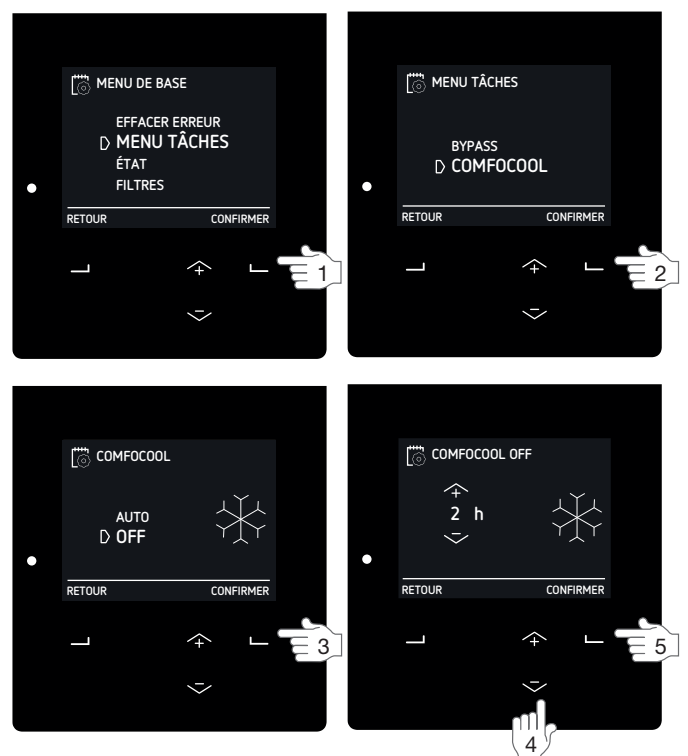 MENU DE BASE
EFFACER ERREUR
MENU TÂCHES
ÉTAT
FILTRES
RETOUR CONFIRMER
1
MENU TÂCHES
BYPASS
COMFOCOOL
RETOUR CONFIRMER
2
COMFOCOOL
AUTO
OFF
RETOUR CONFIRMER
3
COMFOCOOL OFF
2 h
RETOUR CONFIRMER
5
4